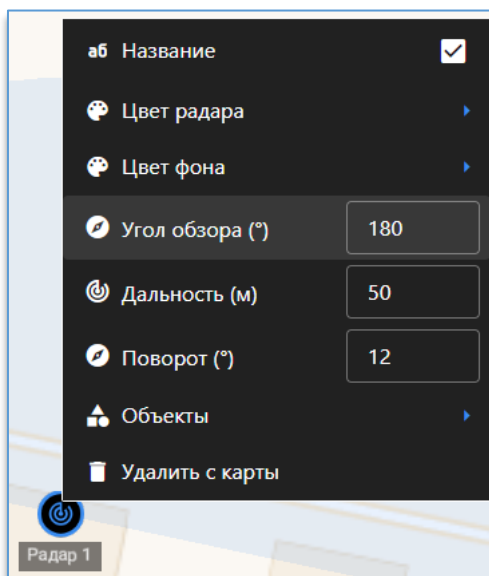 аб Название
Цвет радара
Цвет фона
Угол обзора (°) 180
Дальность (м) 50
Поворот (°) 12
Объекты
Удалить с карты
Радар 1